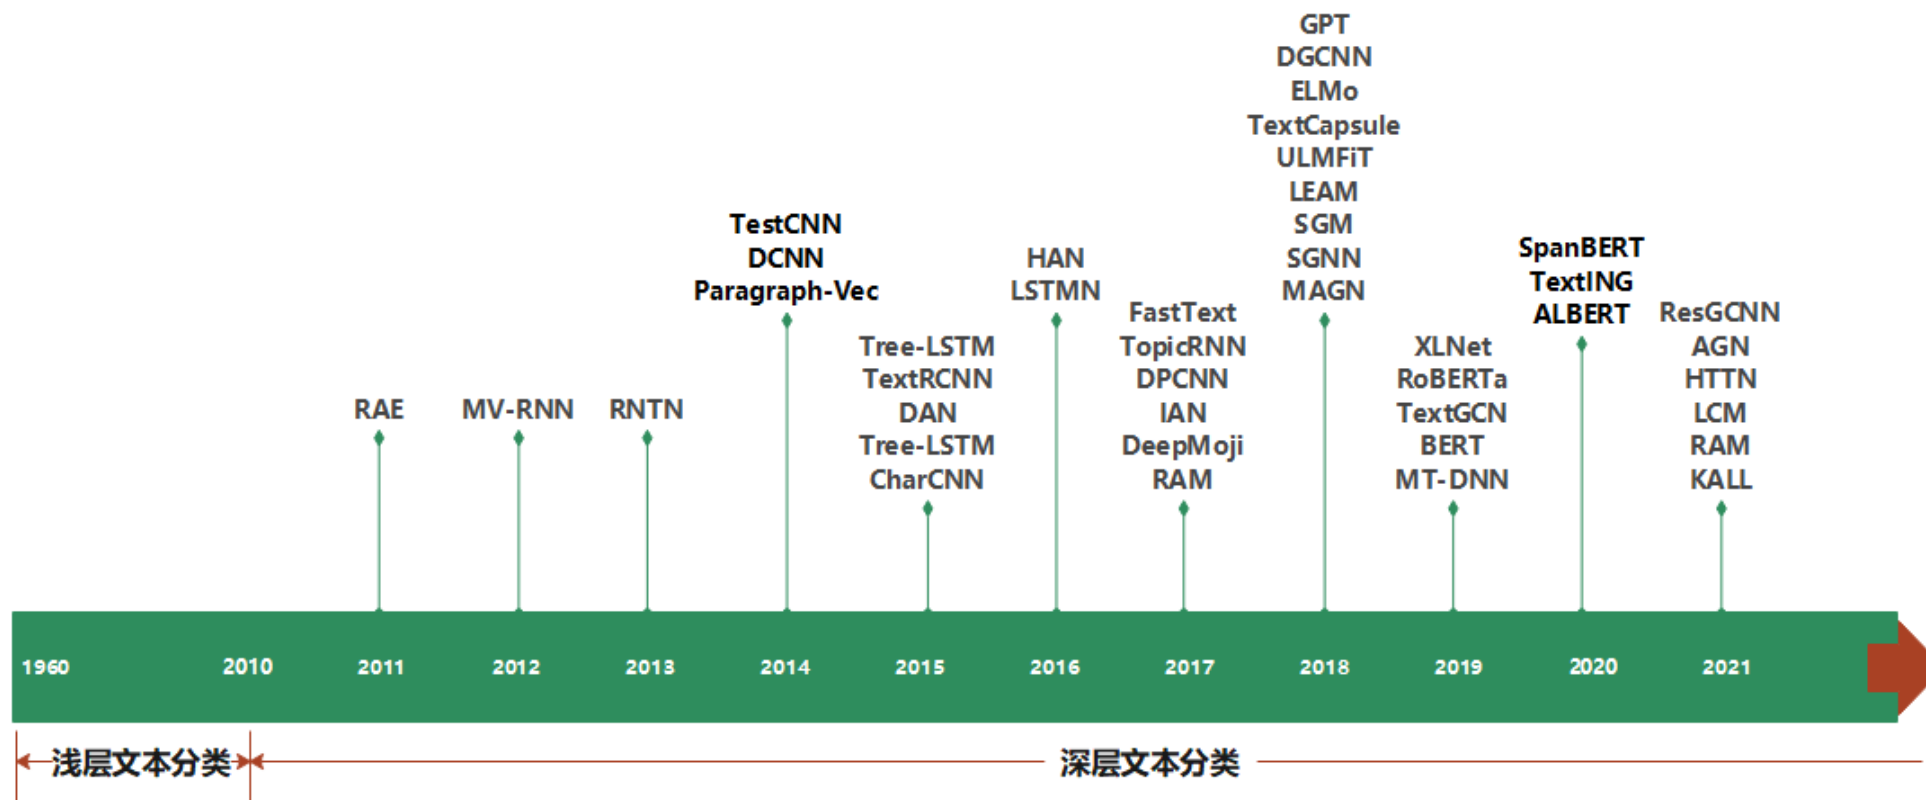 RAE
MV-RNN
RNTN
TestCNN
DCNN
Paragraph-Vec
Tree-LSTM
TextRCNN
DAN
Tree-LSTM
CharCNN
HAN
LSTMN
FastText
TopicRNN
DPCNN
IAN
DeepMoji
RAM
GPT
DGCNN
ELMo
TextCapsule
ULMFiT
LEAM
SGM
SGNN
MAGN
XLNet
RoBERTa
TextGCN
BERT
MT-DNN
SpanBERT
TextING
ALBERT
ResGCNN
AGN
HTTN
LCM
RAM
KALL
1960 2010 2011 2012 2013 2014 2015 2016 2017 2018 2019 2020 2021
浅层文本分类 深层文本分类